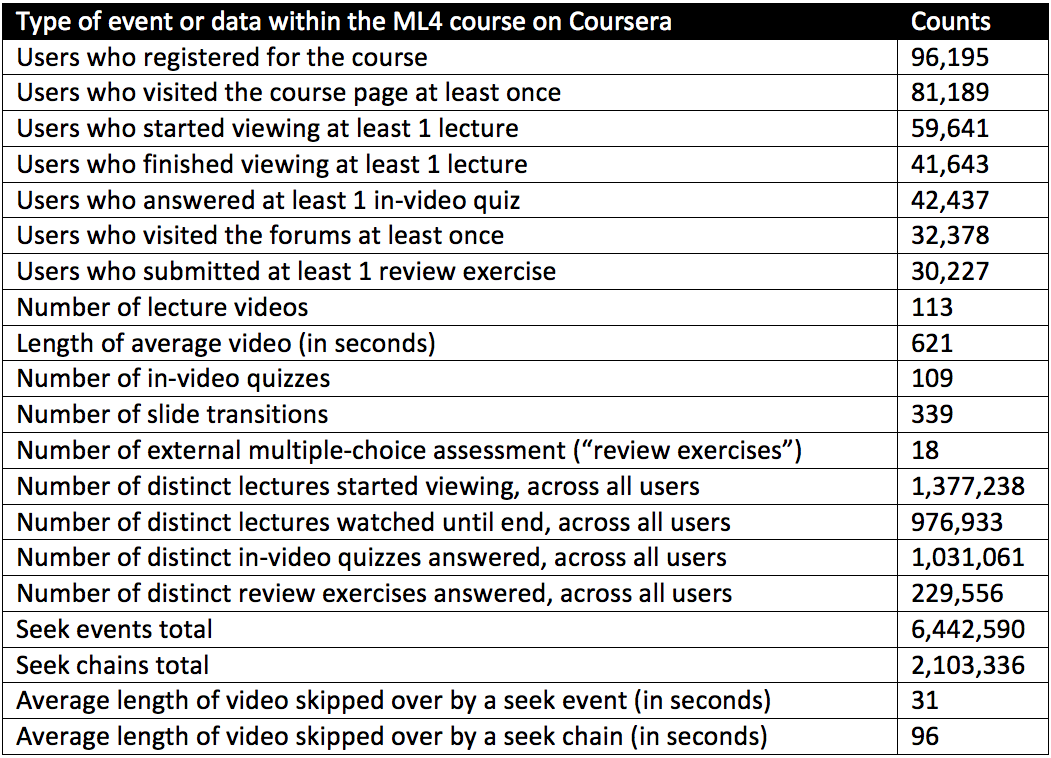 Type of event or data within the ML4 course on Coursera Counts
Users who registered for the course 96,195
Users who visited the course page at least once 81,189
Users who started viewing at least 1 lecture 59,641
Users who finished viewing at least 1 lecture 41,643
Users who answered at least 1 in-video quiz 42,437
Users who visited the forums at least once 32,378
Users who submitted at least 1 review exercise 30,227
Number of lecture videos 113
Length of average video (in seconds) 621
Number of in-video quizzes 109
Number of slide transitions 339
Number of external multiple-choice assessment (“review exercises”) 18
Number of distinct lectures started viewing, across all users 1,377,238
Number of distinct lectures watched until end, across all users 976,933
Number of distinct in-video quizzes answered, across all users 1,031,061
Number of distinct review exercises answered, across all users 229,556
Seek events total 6,442,590
Seek chains total 2,103,336
Average length of video skipped over by a seek event (in seconds) 31
Average length of video skipped over by a seek chain (in seconds) 96